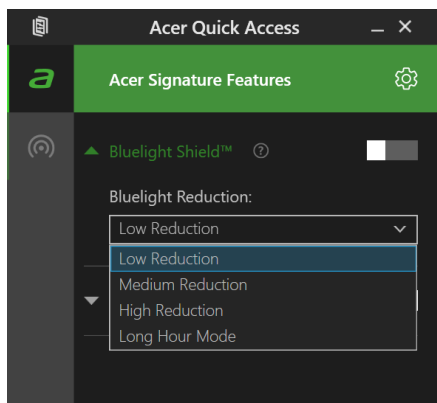 Acer Quick Access
a
Acer Signature Features
Bluelight Shield™ ?
Bluelight Reduction:
Low Reduction
Low Reduction
Medium Reduction
High Reduction
Long Hour Mode